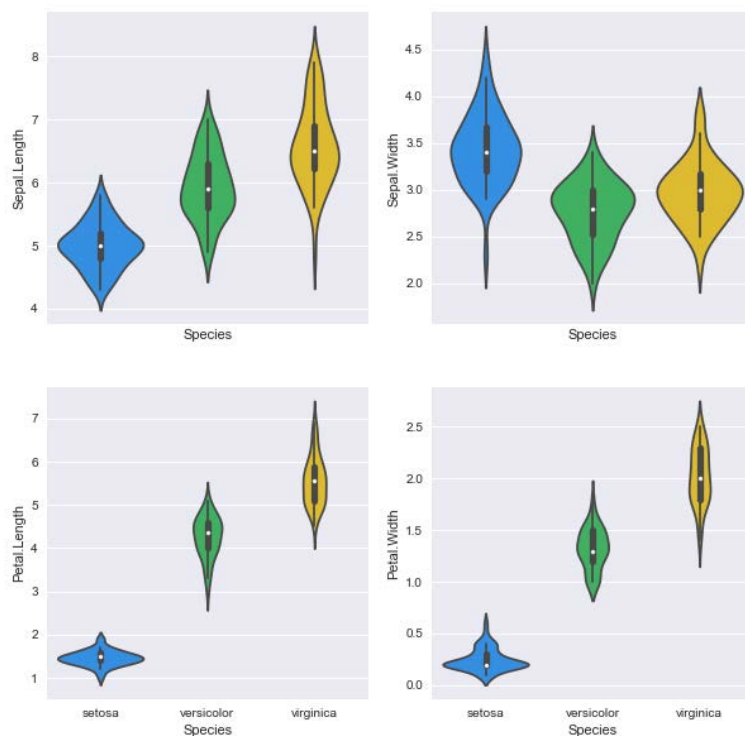 Sepal.Length
8
7
6
5
4
Species
Sepal.Width
4.5
4.0
3.5
3.0
2.5
2.0
Species
Petal.Length
7
6
5
4
3
2
1
setosa versicolor virginica
Species
Petal.Width
2.5
2.0
1.5
1.0
0.5
0.0
setosa versicolor virginica
Species